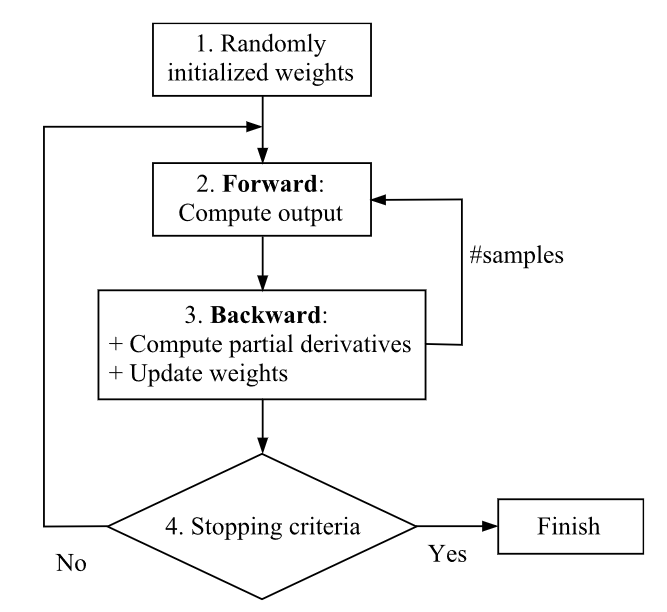 1. Randomly
initialized weights
2. Forward:
Compute output
#samples
3. Backward:
+ Compute partial derivatives
+ Update weights
4. Stopping criteria
Finish
Yes
No